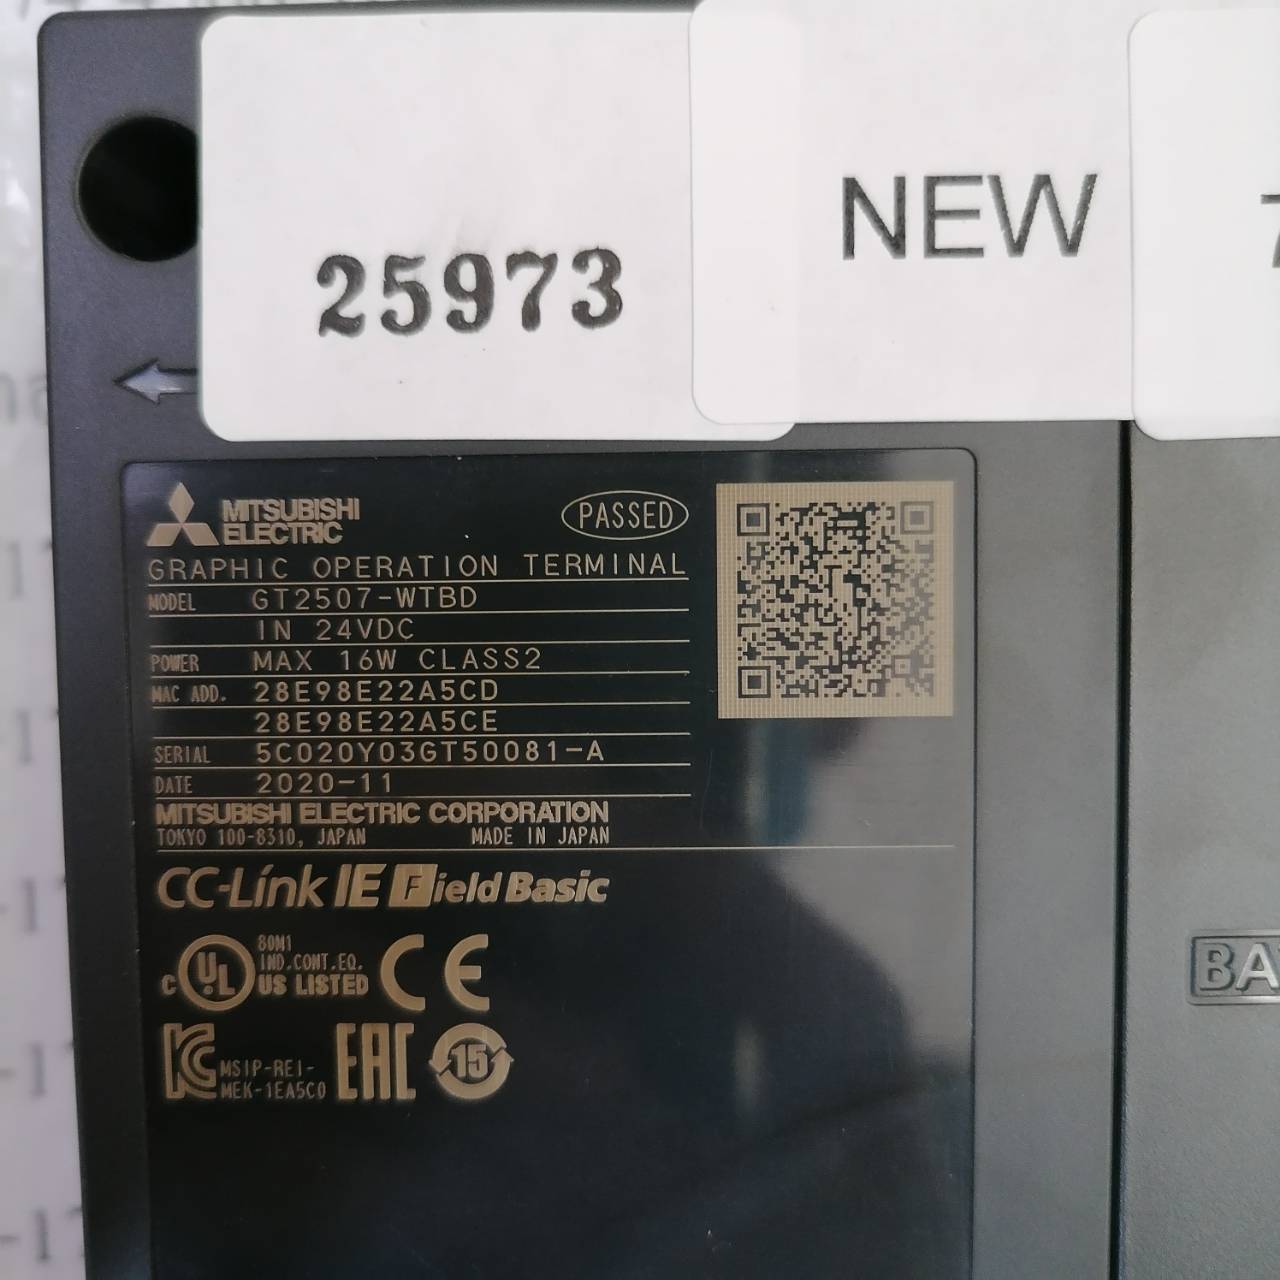 25973
NEW
MITSUBISHI
ELECTRIC
PASSED
GRAPHIC OPERATION TERMINAL
MODEL GT2507-WTBD
IN 24VDC
POWER MAX 16W CLASS2
MAC ADD. 28E98E22A5CD
28E98E22A5CE
SERIAL 5C020Y03GT50081-A
DATE 2020-11
MITSUBISHI ELECTRIC CORPORATION
TOKYO 100-8310, JAPAN MADE IN JAPAN
CC-Link IE Field Basic
80M1
IND.CONT.EQ.
C UL US LISTED
CE
MSIP-REI-
MEK-1EA5C0
EAC
15